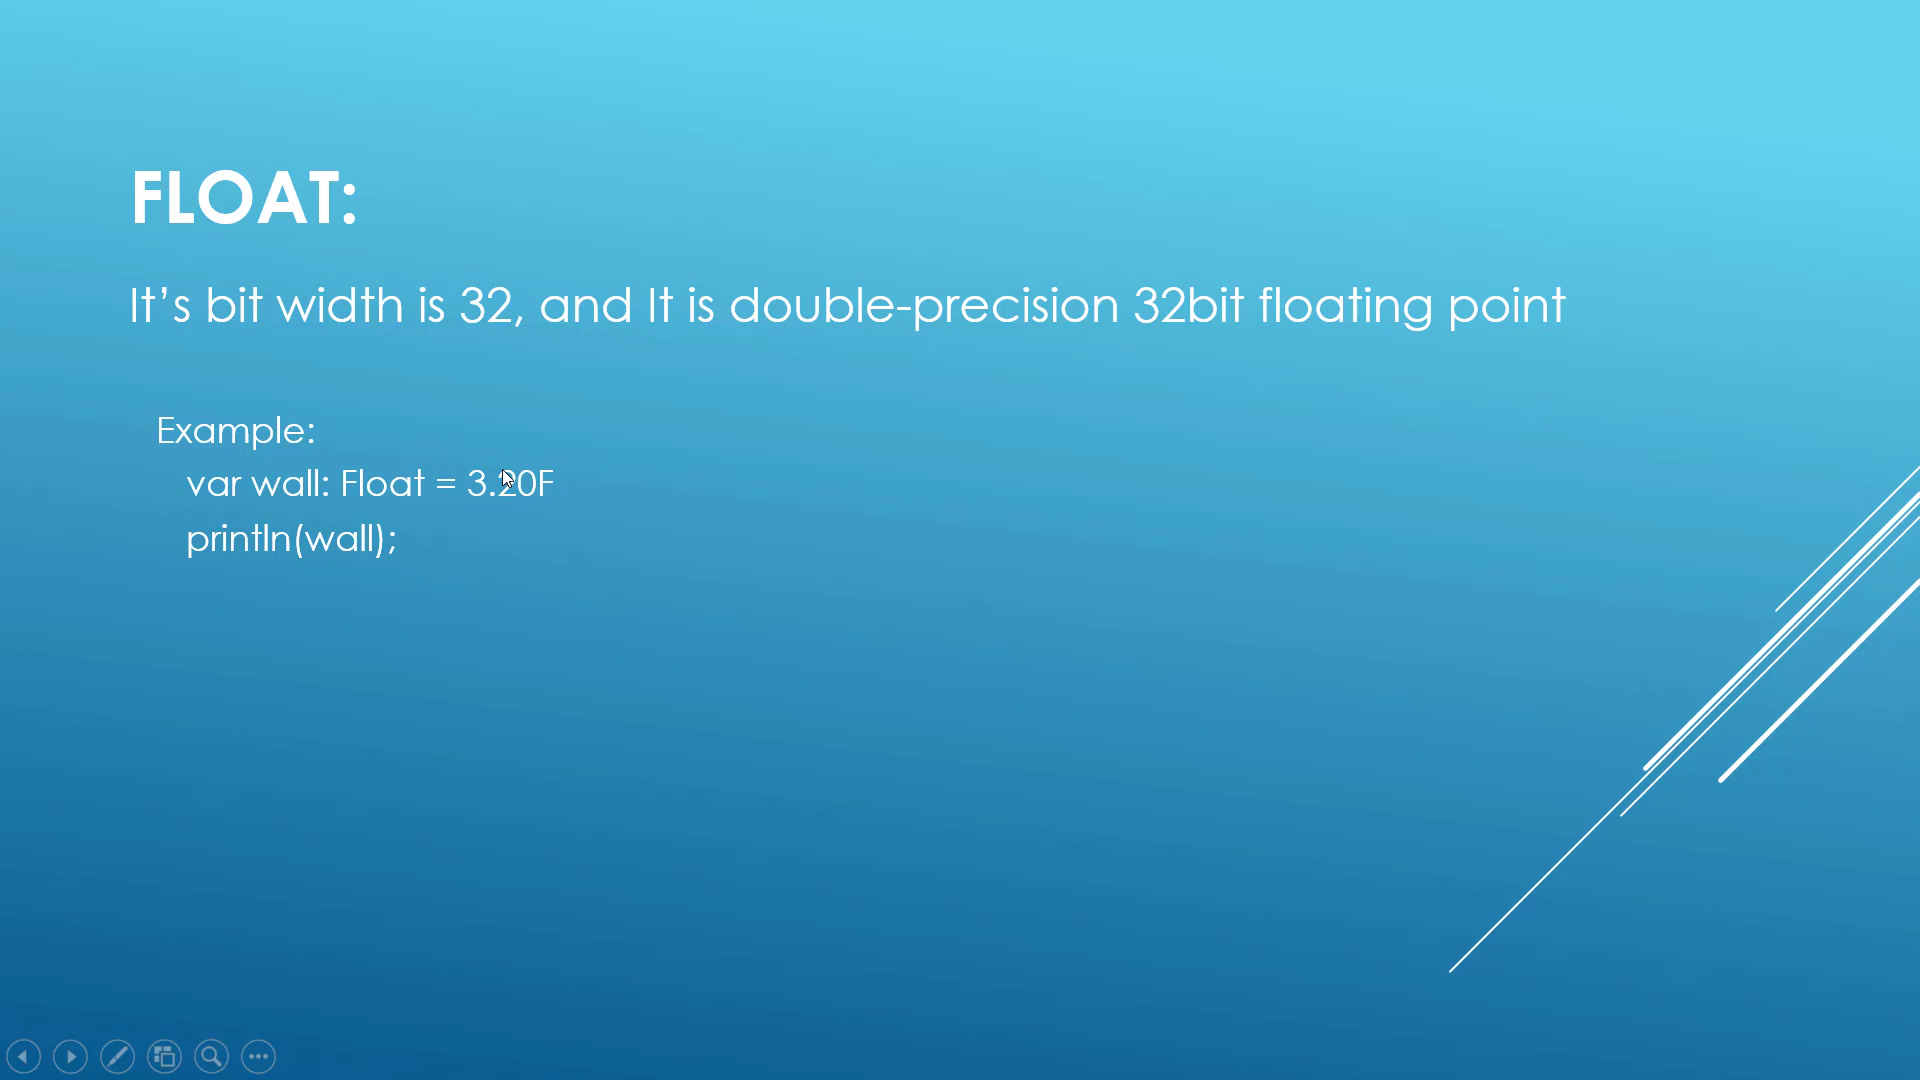 FLOAT:
It’s bit width is 32, and It is double-precision 32bit floating point
Example:
var wall: Float = 3.20F
println(wall);